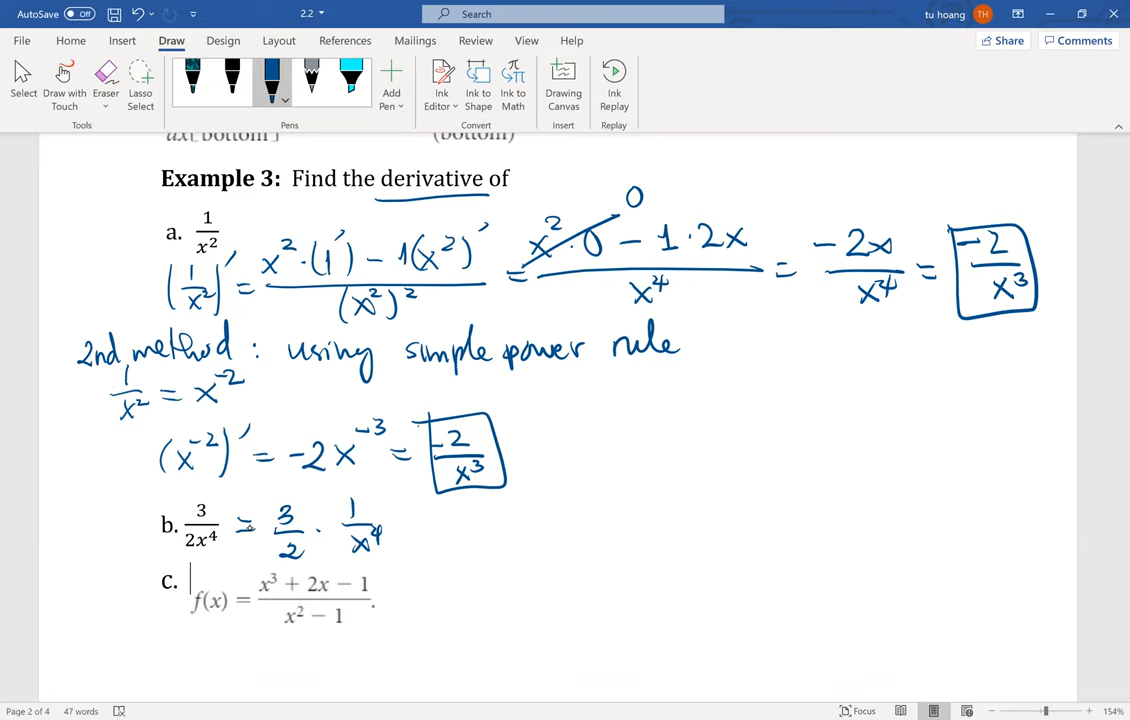 AutoSave Off 2.2 Search tu hoang TH
File Home Insert Draw Design Layout References Mailings Review View Help Share Comments
Select Draw with Touch Eraser Lasso Select Add Pen Ink Editor Ink to Shape Ink to Math Drawing Canvas Ink Replay
Tools Pens Convert Insert Replay
dx[ bottom ] (bottom)²
Example 3: Find the derivative of
a. 1/x²
(1/x²)′ = (x²·(1′) − 1(x²)′)/(x²)² = (x²·0 − 1·2x)/x⁴ = −2x/x⁴ = −2/x³
0
2nd method : using simple power rule
1/x² = x⁻²
(x⁻²)′ = −2x⁻³ = −2/x³
b. 3/2x⁴ = 3/2 · 1/x⁴
c. f(x) = (x³ + 2x − 1)/(x² − 1).
Page 2 of 4 47 words Focus 154%